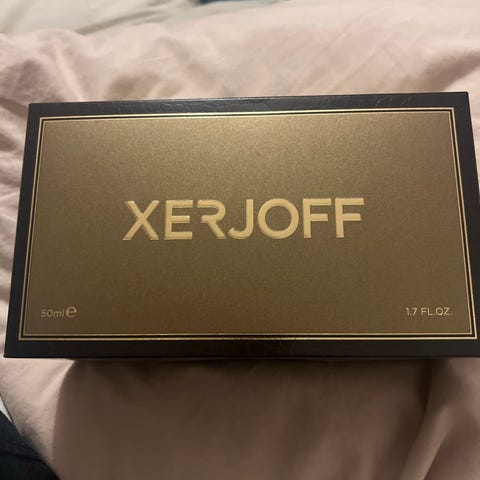 XERJOFF
50ml ℮
1.7 FL.OZ.